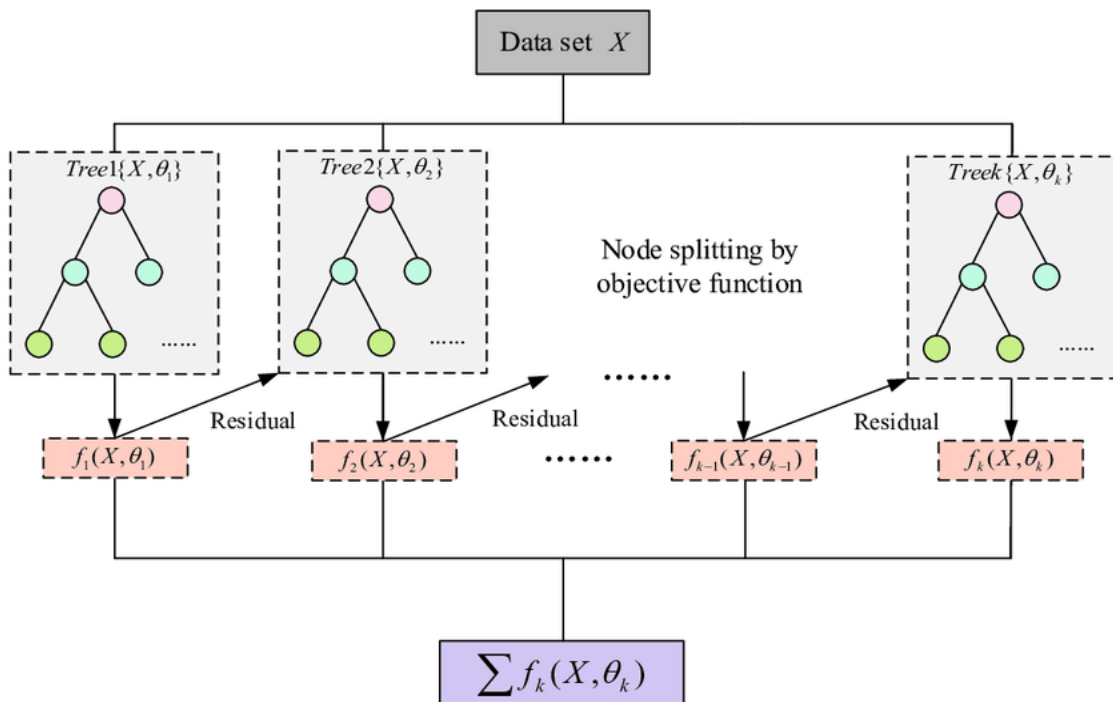 Data set X
Tree1{X,θ₁}
Tree2{X,θ₂}
Treek{X,θₖ}
Node splitting by
objective function
......
......
......
......
Residual
Residual
Residual
f₁(X,θ₁)
f₂(X,θ₂)
......
fₖ₋₁(X,θₖ₋₁)
fₖ(X,θₖ)
∑ fₖ(X,θₖ)